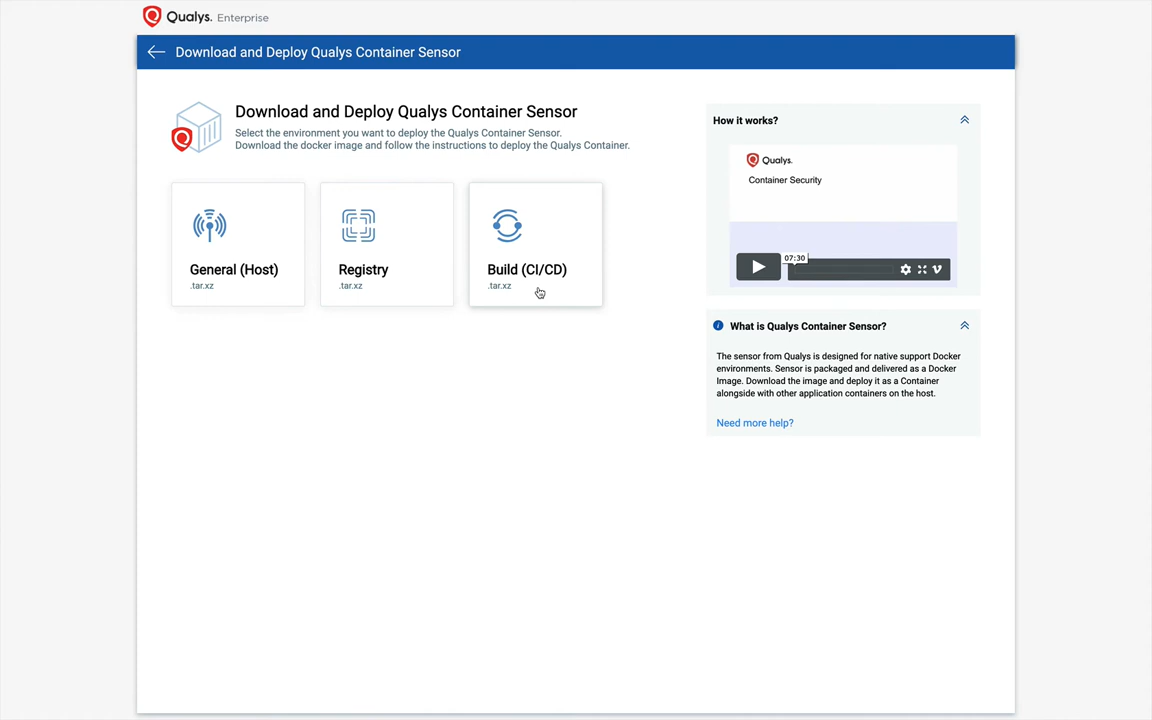 Qualys. Enterprise
Download and Deploy Qualys Container Sensor
Download and Deploy Qualys Container Sensor
Select the environment you want to deploy the Qualys Container Sensor.
Download the docker image and follow the instructions to deploy the Qualys Container.
General (Host)
.tar.xz
Registry
.tar.xz
Build (CI/CD)
.tar.xz
How it works?
Qualys.
Container Security
07:30
What is Qualys Container Sensor?
The sensor from Qualys is designed for native support Docker
environments. Sensor is packaged and delivered as a Docker
Image. Download the image and deploy it as a Container
alongside with other application containers on the host.
Need more help?